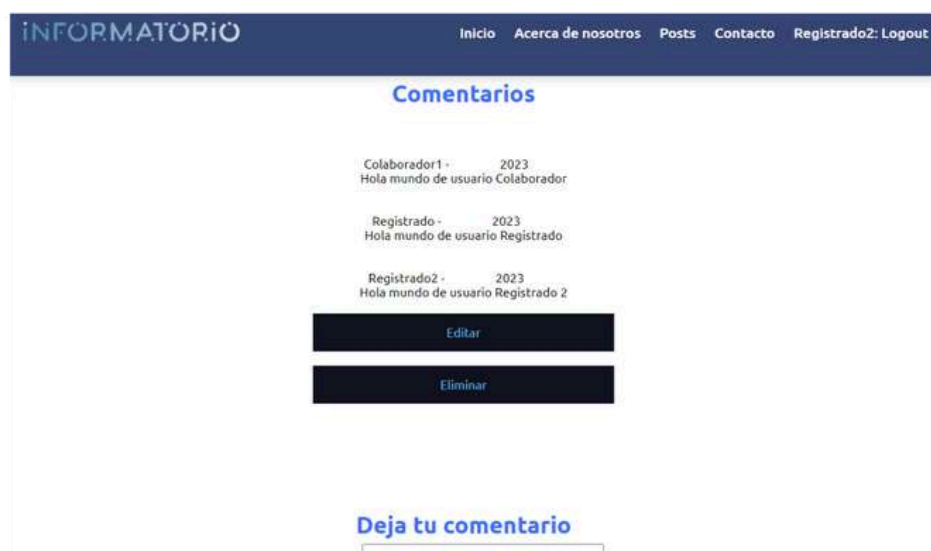 iNFORMATORiO
Inicio Acerca de nosotros Posts Contacto Registrado2: Logout
Comentarios
Colaborador1 - 2023
Hola mundo de usuario Colaborador
Registrado - 2023
Hola mundo de usuario Registrado
Registrado2 - 2023
Hola mundo de usuario Registrado 2
Editar
Eliminar
Deja tu comentario